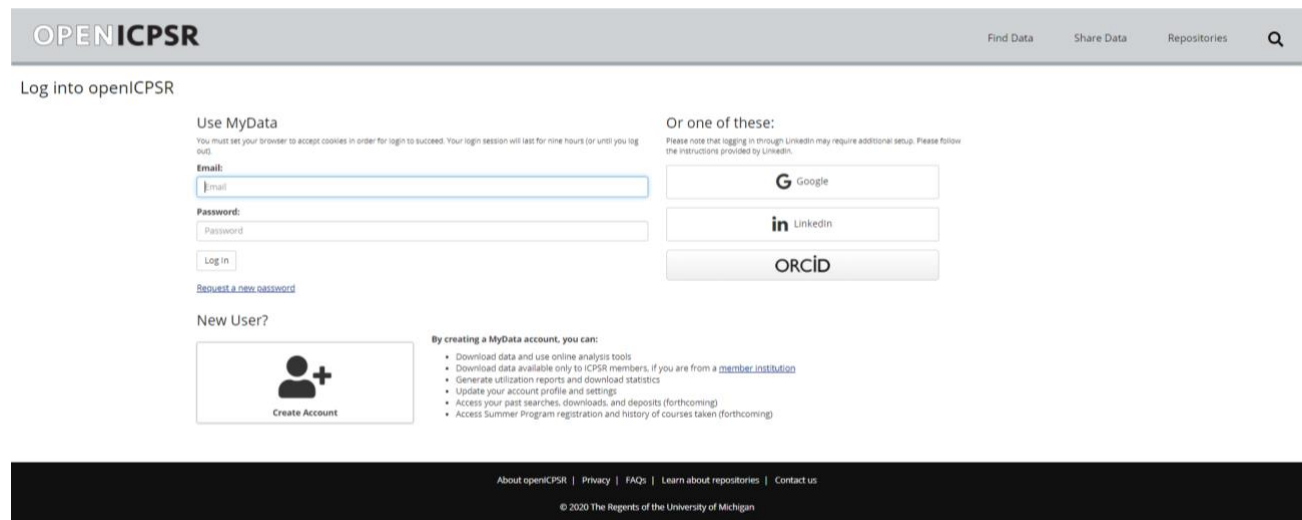 OPENICPSR
Find Data
Share Data
Repositories
Log into openICPSR
Use MyData
You must set your browser to accept cookies in order for login to succeed. Your login session will last for nine hours (or until you log
out).
Email:
Email
Password:
Password
Log In
Request a new password
Or one of these:
Please note that logging in through LinkedIn may require additional setup. Please follow
the instructions provided by LinkedIn.
G Google
in LinkedIn
ORCiD
New User?
Create Account
By creating a MyData account, you can:
• Download data and use online analysis tools
• Download data available only to ICPSR members, if you are from a member institution
• Generate utilization reports and download statistics
• Update your account profile and settings
• Access your past searches, downloads, and deposits (forthcoming)
• Access Summer Program registration and history of courses taken (forthcoming)
About openICPSR | Privacy | FAQs | Learn about repositories | Contact us
© 2020 The Regents of the University of Michigan